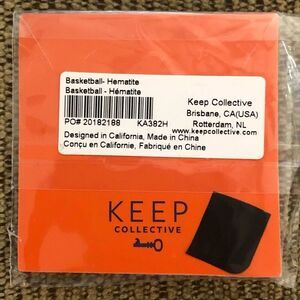 Basketball- Hematite
Basketball - Hématite
Keep Collective
Brisbane, CA(USA)
PO# 20182188 KA382H Rotterdam, NL
www.keepcollective.com
Designed in California, Made in China
Conçu en Californie, Fabriqué en Chine
KEEP
COLLECTIVE